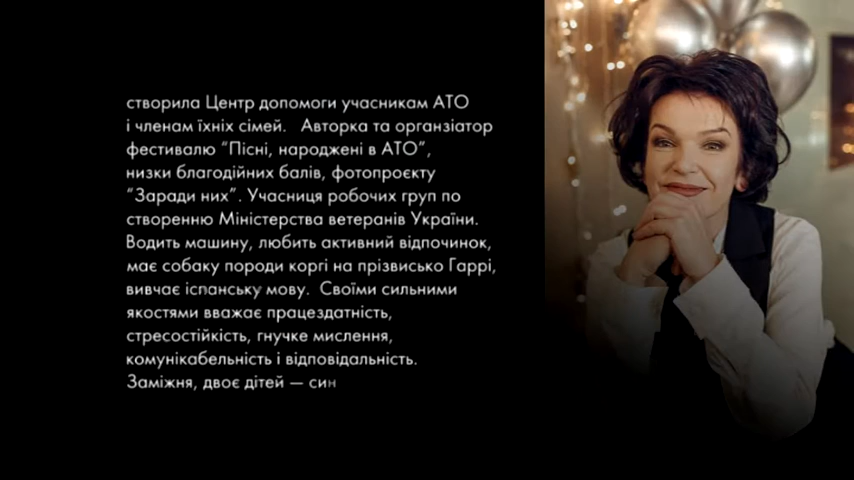 створила Центр допомоги учасникам АТО
і членам їхніх сімей. Авторка та органзіатор
фестивалю "Пісні, народжені в АТО",
низки благодійних балів, фотопроєкту
"Заради них". Учасниця робочих груп по
створенню Міністерства ветеранів України.
Водить машину, любить активний відпочинок,
має собаку породи коргі на прізвисько Гаррі,
вивчає іспанську мову. Своїми сильними
якостями вважає працездатність,
стресостійкість, гнучке мислення,
комунікабельність і відповідальність.
Заміжня, двоє дітей — син